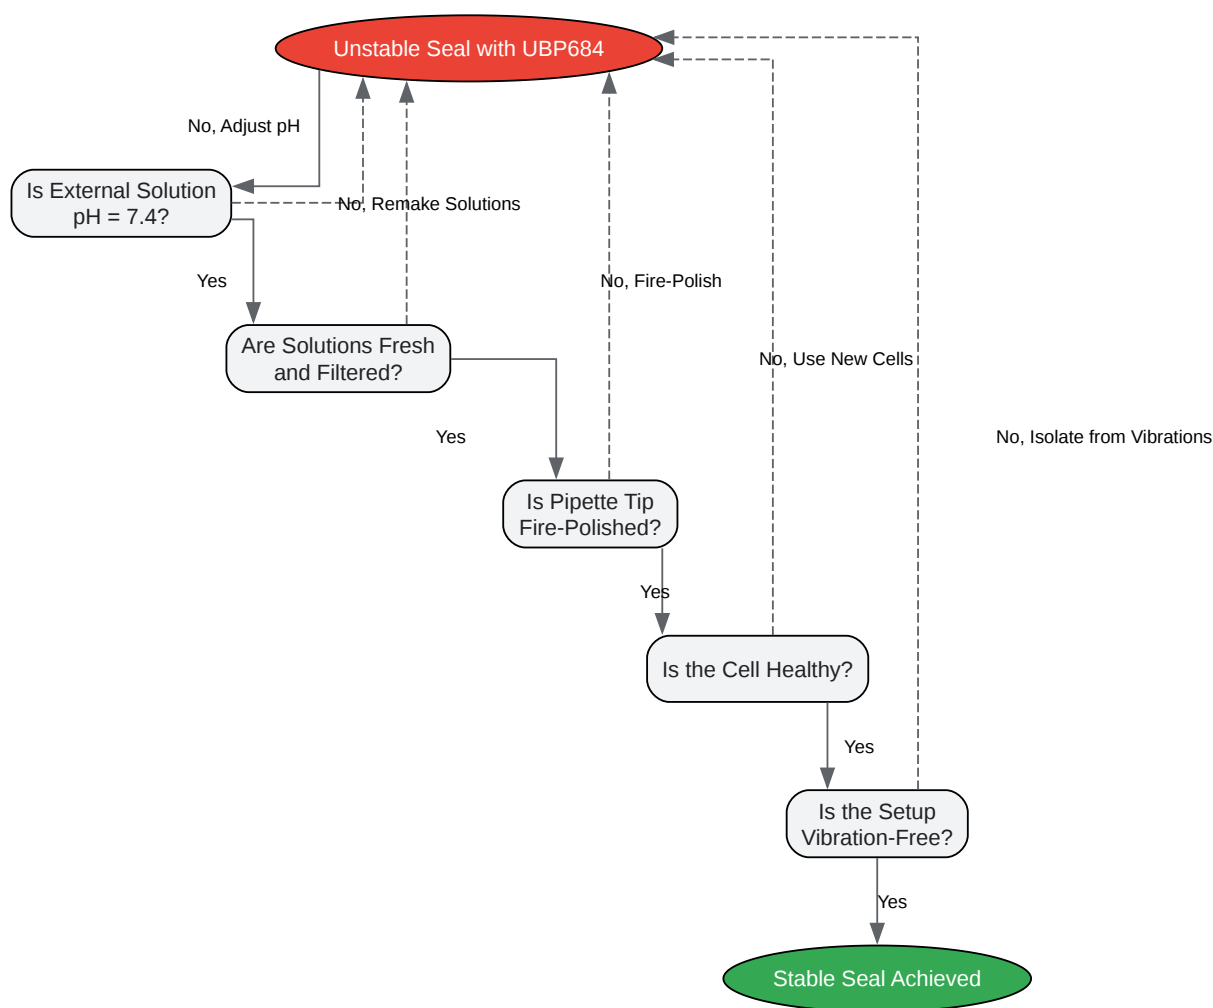 Unstable Seal with UBP684
No, Adjust pH
Is External Solution
pH = 7.4?
No, Remake Solutions
Yes
No, Fire-Polish
Are Solutions Fresh
and Filtered?
No, Use New Cells
Yes
No, Isolate from Vibrations
Is Pipette Tip
Fire-Polished?
Yes
Is the Cell Healthy?
Yes
Is the Setup
Vibration-Free?
Yes
Stable Seal Achieved